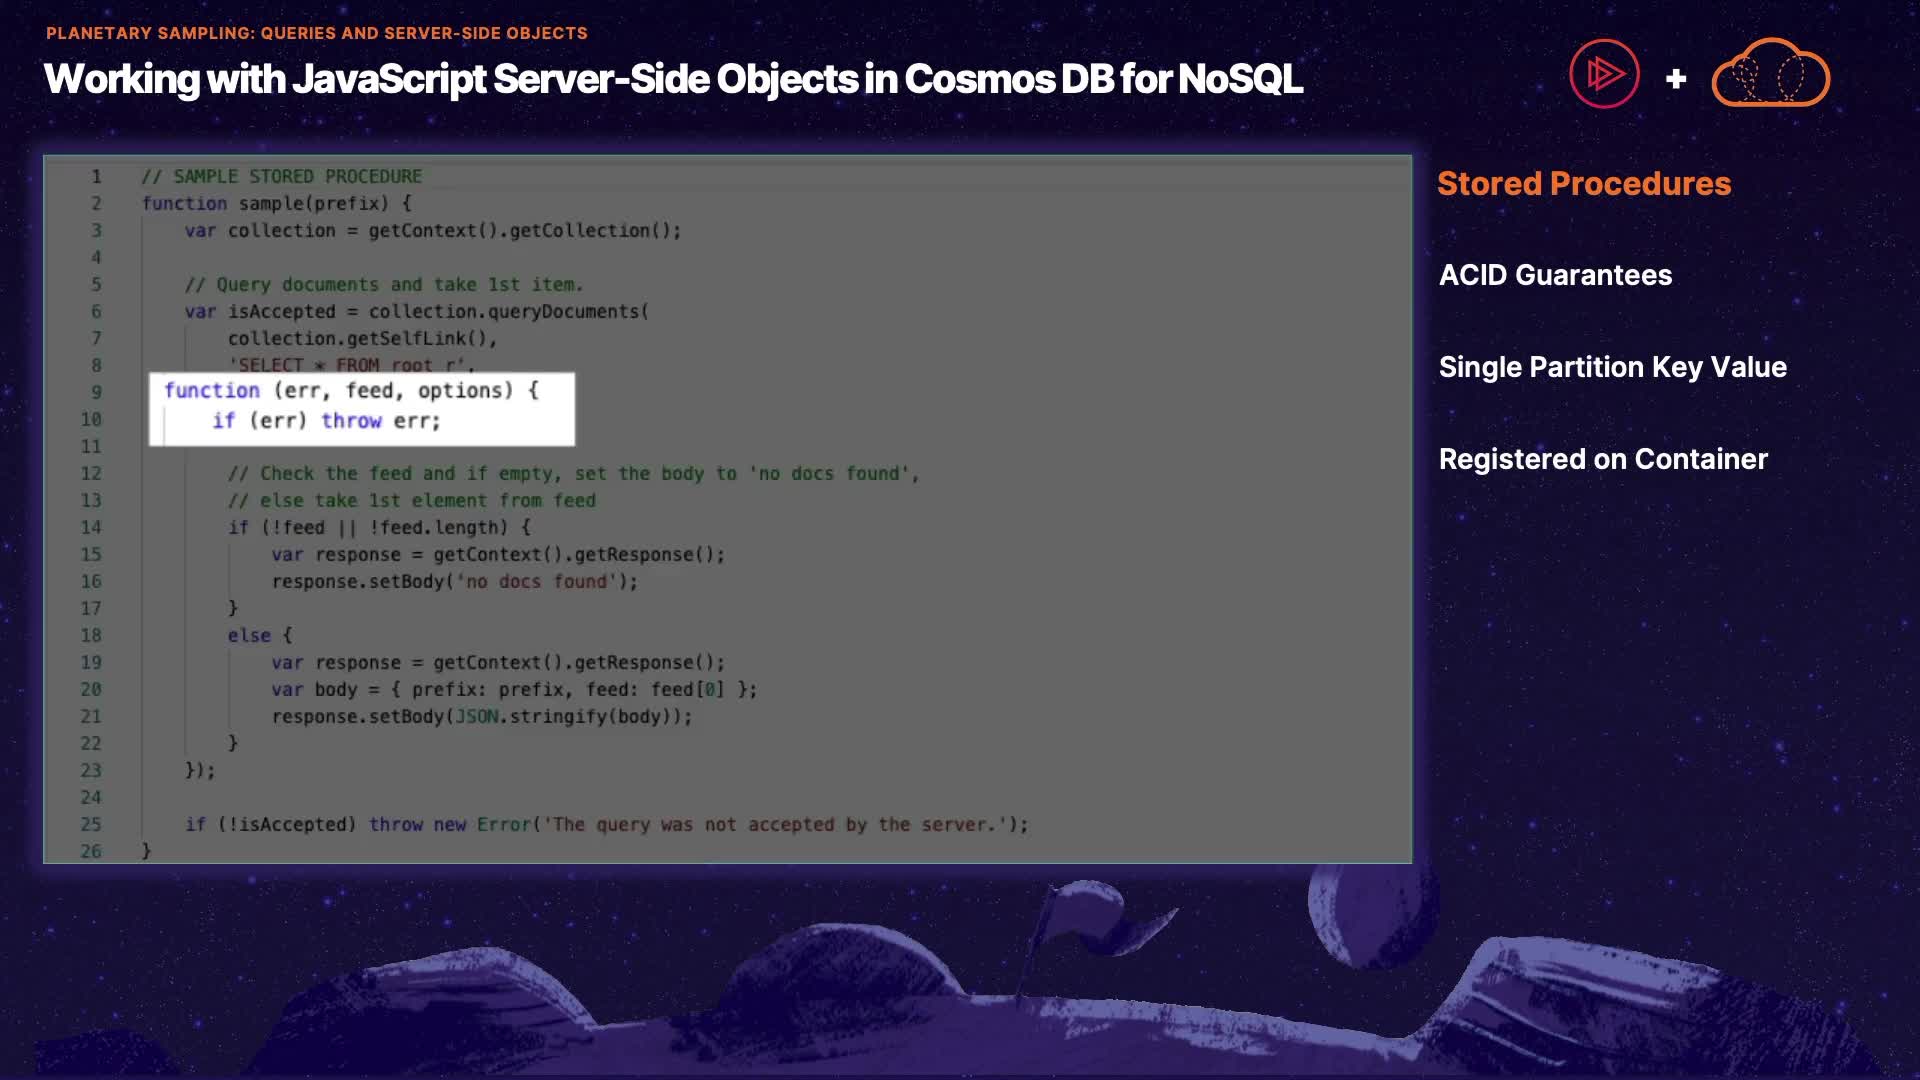 PLANETARY SAMPLING: QUERIES AND SERVER-SIDE OBJECTS
Working with JavaScript Server-Side Objects in Cosmos DB for NoSQL
1 // SAMPLE STORED PROCEDURE
2 function sample(prefix) {
3 var collection = getContext().getCollection();
4
5 // Query documents and take 1st item.
6 var isAccepted = collection.queryDocuments(
7 collection.getSelfLink(),
8 'SELECT * FROM root r',
9 function (err, feed, options) {
10 if (err) throw err;
11
12 // Check the feed and if empty, set the body to 'no docs found',
13 // else take 1st element from feed
14 if (!feed || !feed.length) {
15 var response = getContext().getResponse();
16 response.setBody('no docs found');
17 }
18 else {
19 var response = getContext().getResponse();
20 var body = { prefix: prefix, feed: feed[0] };
21 response.setBody(JSON.stringify(body));
22 }
23 });
24
25 if (!isAccepted) throw new Error('The query was not accepted by the server.');
26 }
Stored Procedures
ACID Guarantees
Single Partition Key Value
Registered on Container